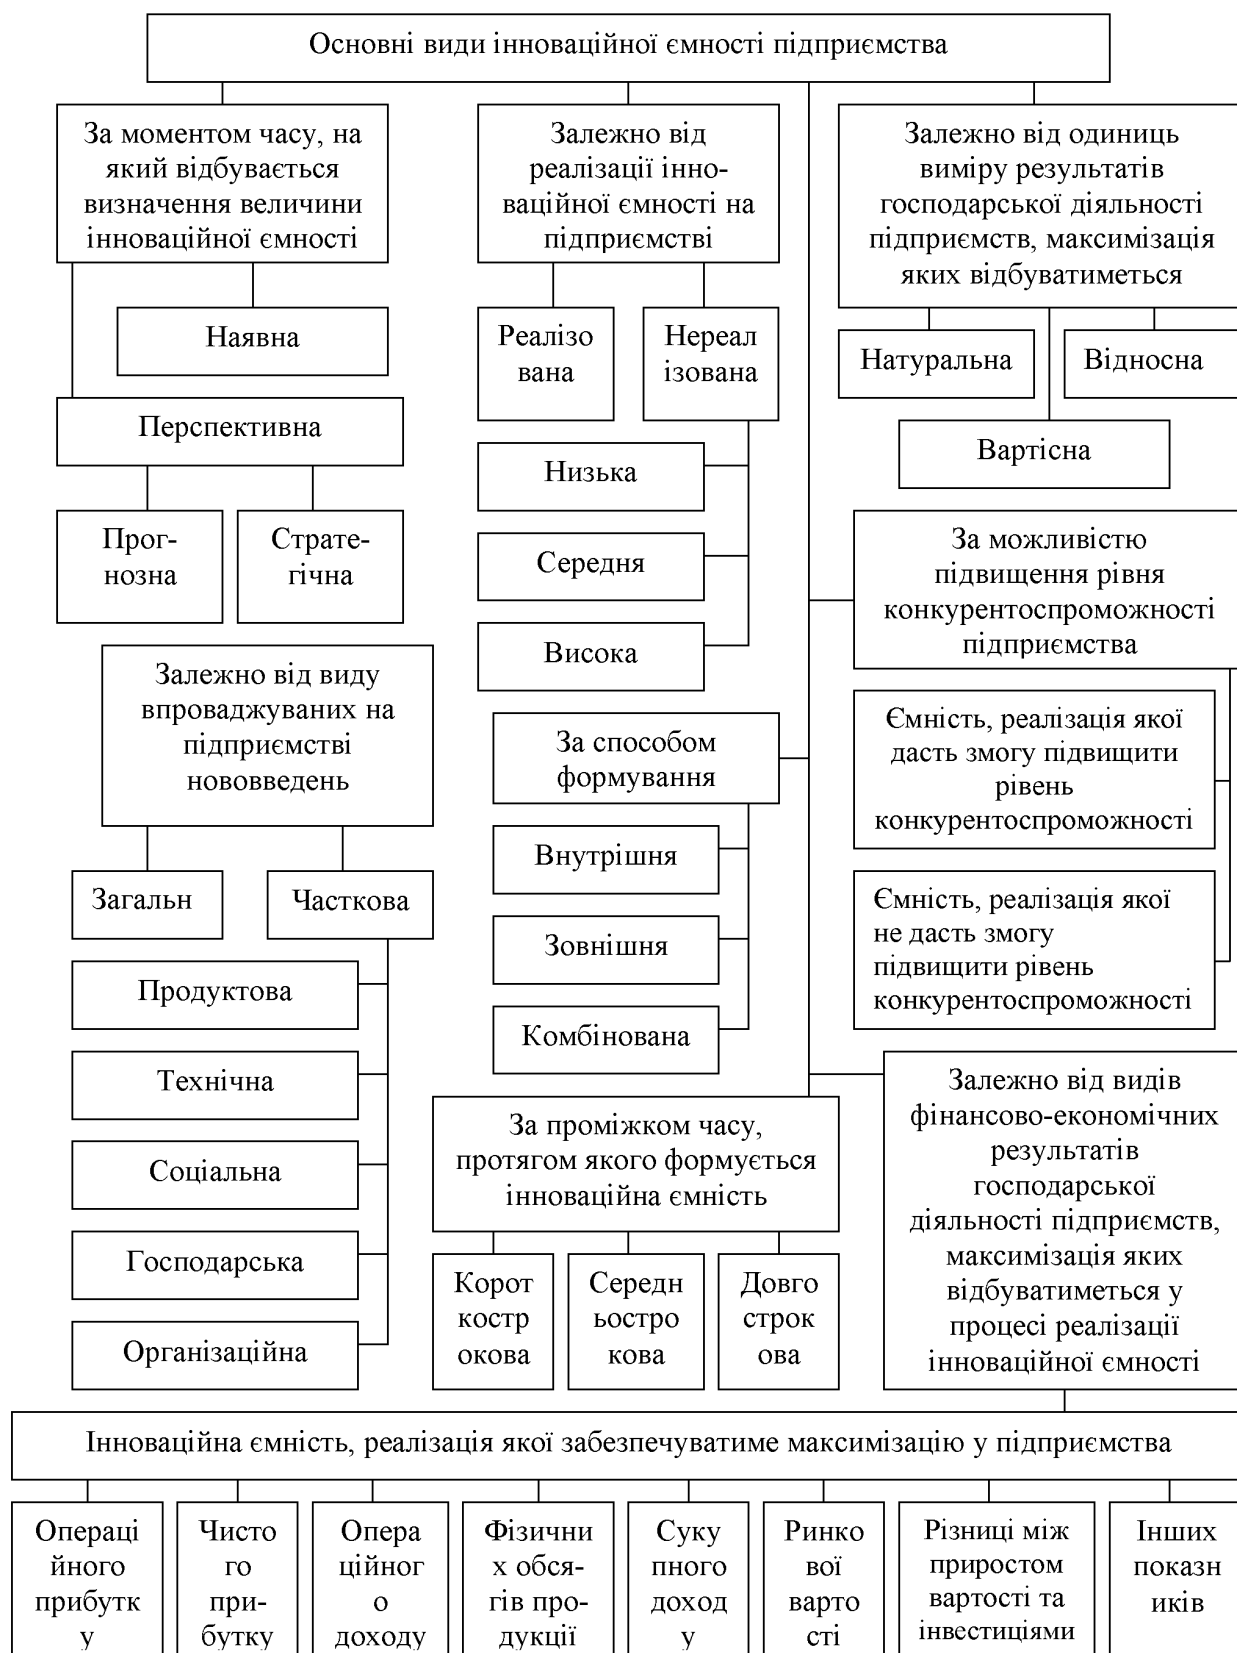 Основні види інноваційної ємності підприємства
За моментом часу, на
який відбувається
визначення величини
інноваційної ємності
Наявна
Перспективна
Прог-
нозна
Страте-
гічна
Залежно від
реалізації інно-
ваційної ємності на
підприємстві
Реалізо
вана
Нереал
ізована
Низька
Середня
Висока
Залежно від одиниць
виміру результатів
господарської діяльності
підприємств, максимізація
яких відбуватиметься
Натуральна
Відносна
Вартісна
За можливістю
підвищення рівня
конкурентоспроможності
підприємства
Ємність, реалізація якої
дасть змогу підвищити
рівень
конкурентоспроможності
Ємність, реалізація якої
не дасть змогу
підвищити рівень
конкурентоспроможності
Залежно від виду
впроваджуваних на
підприємстві
нововведень
Загальн
Часткова
Продуктова
Технічна
Соціальна
Господарська
Організаційна
За способом
формування
Внутрішня
Зовнішня
Комбінована
За проміжком часу,
протягом якого формується
інноваційна ємність
Корот
костр
окова
Середн
ьостро
кова
Довго
строк
ова
Залежно від видів
фінансово-економічних
результатів
господарської
діяльності підприємств,
максимізація яких
відбуватиметься у
процесі реалізації
інноваційної ємності
Інноваційна ємність, реалізація якої забезпечуватиме максимізацію у підприємства
Операці
йного
прибутк
у
Чисто
го
при-
бутку
Опера
ційног
о
доходу
Фізични
х обся-
гів про-
дукції
Суку
пного
доход
у
Ринко
вої
варто
сті
Різниці між
приростом
вартості та
інвестиціями
Інших
показн
иків